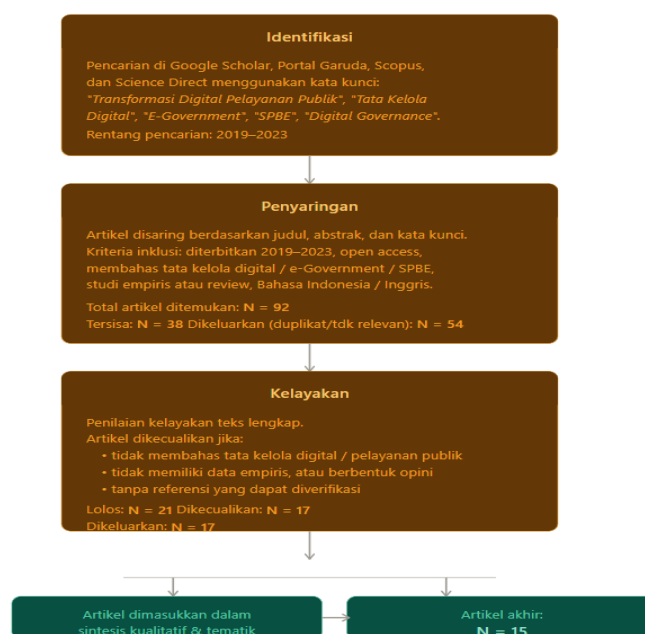 Identifikasi
Pencarian di Google Scholar, Portal Garuda, Scopus,
dan Science Direct menggunakan kata kunci:
"Transformasi Digital Pelayanan Publik", "Tata Kelola
Digital", "E-Government", "SPBE", "Digital Governance".
Rentang pencarian: 2019–2023
Penyaringan
Artikel disaring berdasarkan judul, abstrak, dan kata kunci.
Kriteria inklusi: diterbitkan 2019–2023, open access,
membahas tata kelola digital / e-Government / SPBE,
studi empiris atau review, Bahasa Indonesia / Inggris.
Total artikel ditemukan: N = 92
Tersisa: N = 38 Dikeluarkan (duplikat/tdk relevan): N = 54
Kelayakan
Penilaian kelayakan teks lengkap.
Artikel dikecualikan jika:
• tidak membahas tata kelola digital / pelayanan publik
• tidak memiliki data empiris, atau berbentuk opini
• tanpa referensi yang dapat diverifikasi
Lolos: N = 21 Dikecualikan: N = 17
Dikeluarkan: N = 17
Artikel dimasukkan dalam
sintesis kualitatif & tematik
Artikel akhir:
N = 15